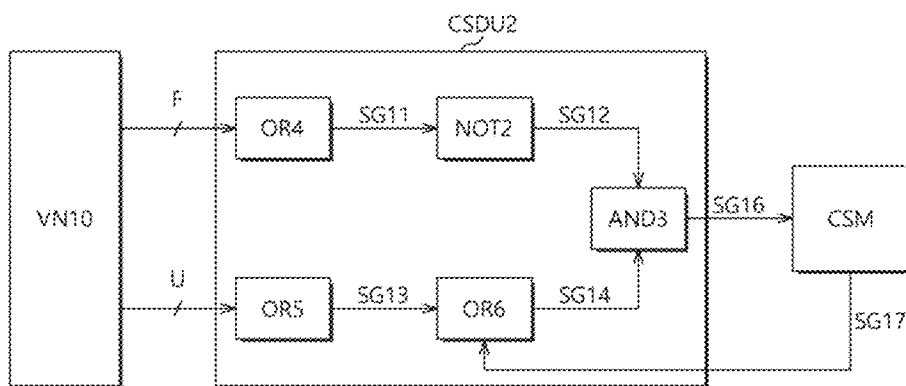 CSDU2
F
OR4
SG11
NOT2
SG12
VN10
AND3
SG16
CSM
U
OR5
SG13
OR6
SG14
SG17